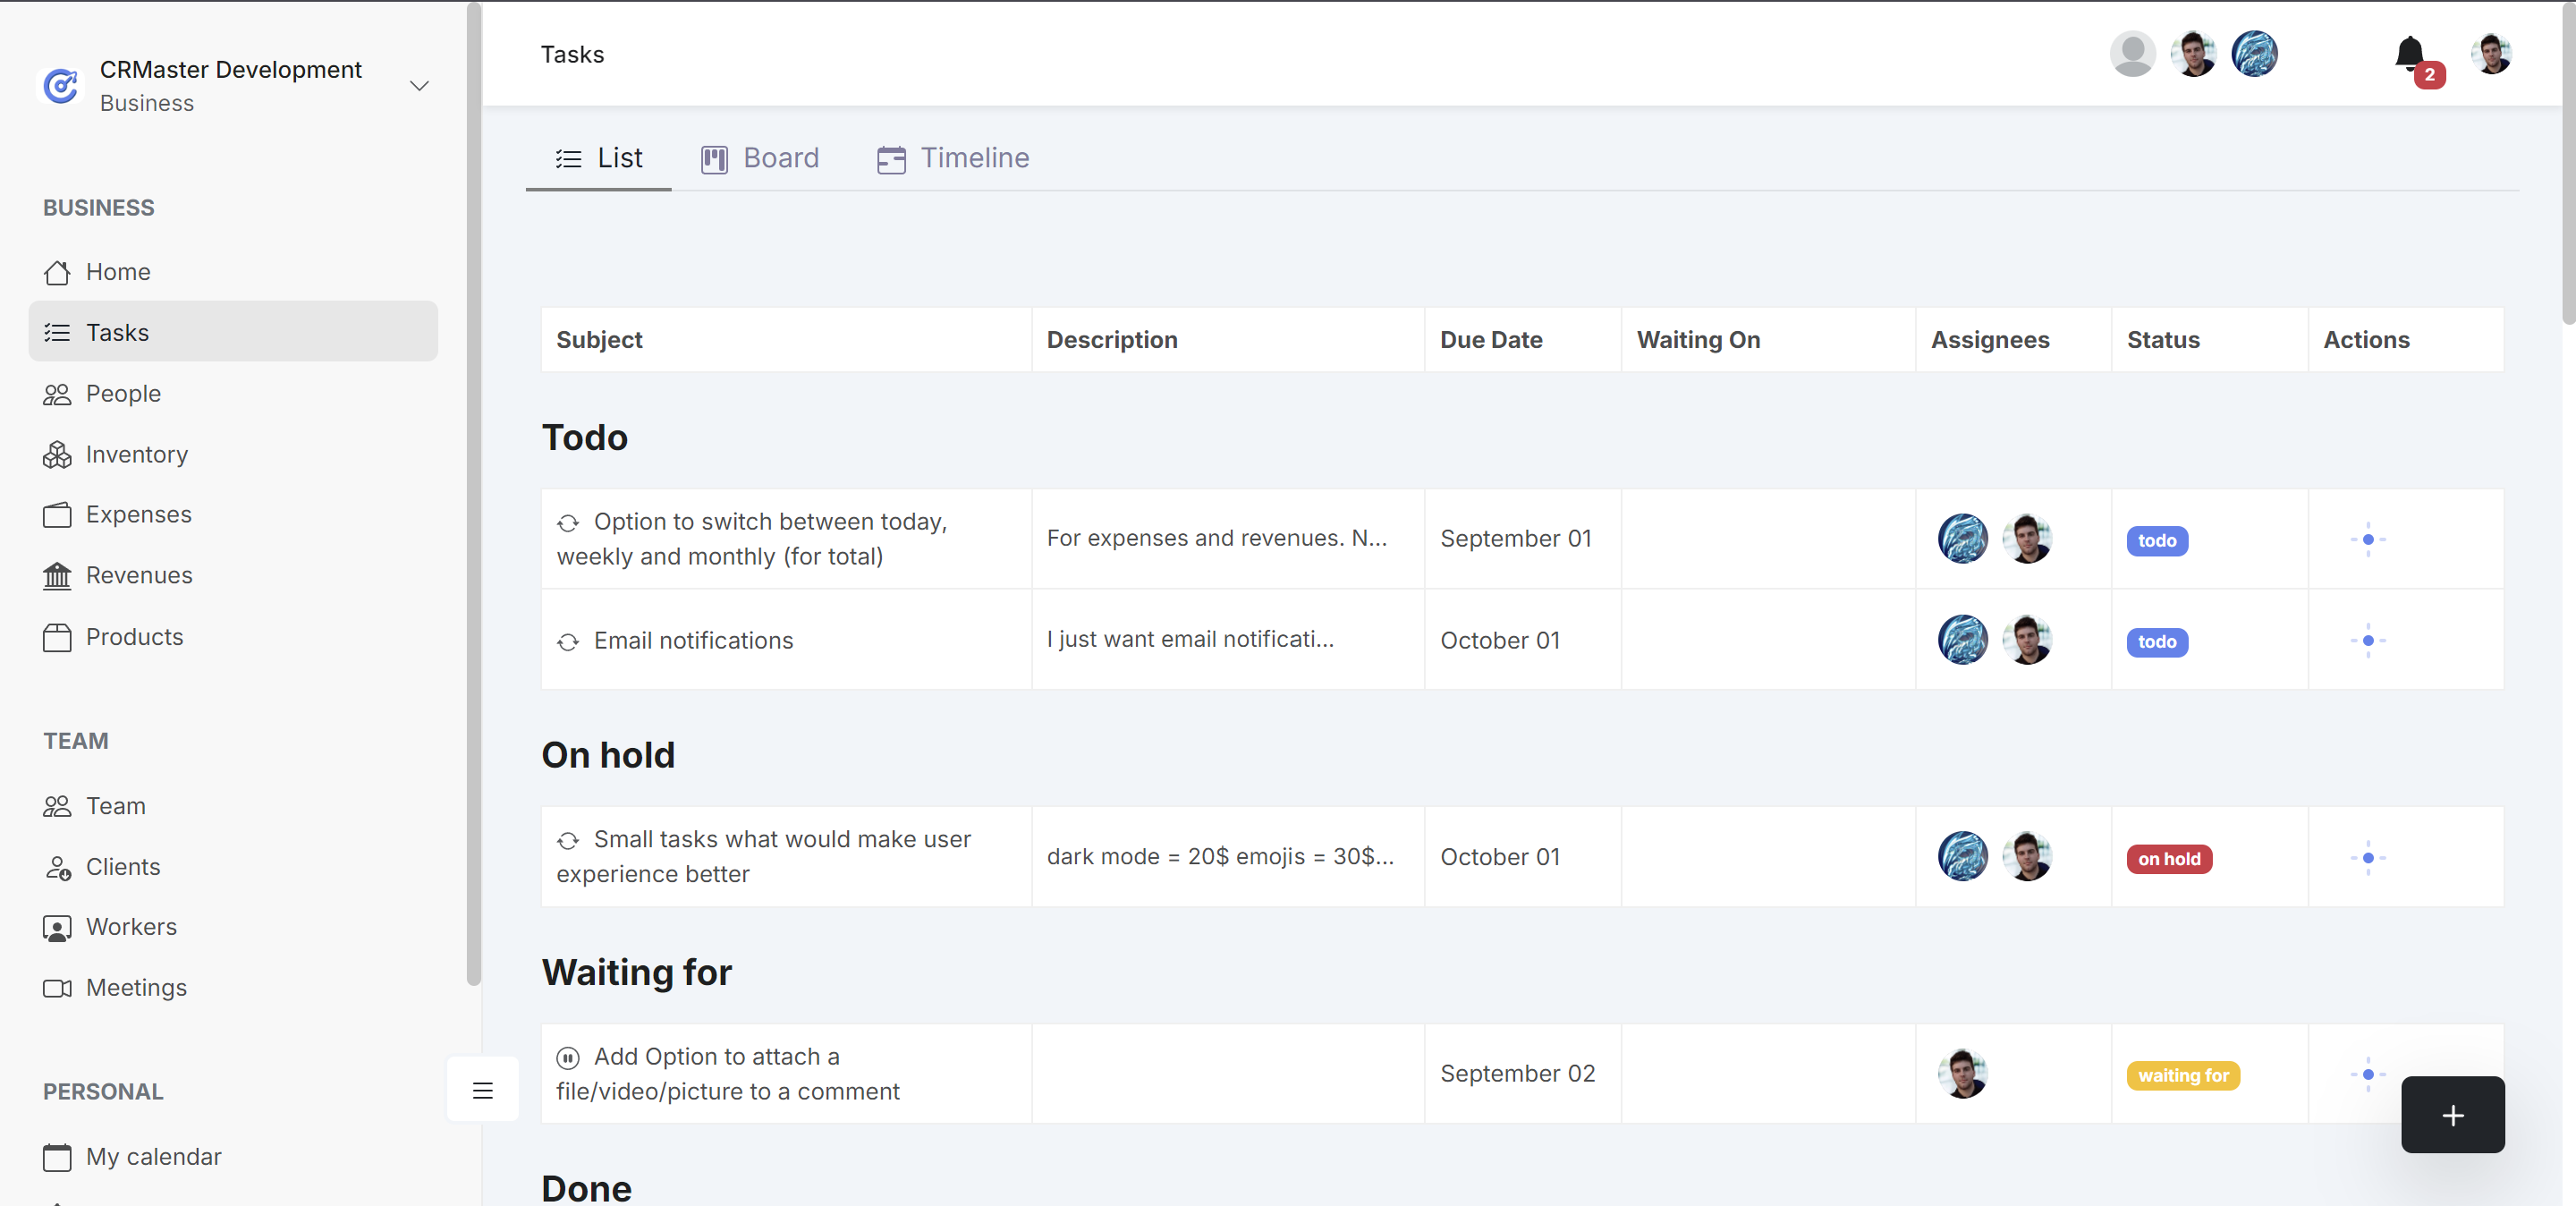 CRMaster Development
Business
BUSINESS
Home
Tasks
People
Inventory
Expenses
Revenues
Products
TEAM
Team
Clients
Workers
Meetings
PERSONAL
My calendar
Tasks
2
List
Board
Timeline
Subject
Description
Due Date
Waiting On
Assignees
Status
Actions
Todo
Option to switch between today,
weekly and monthly (for total)
For expenses and revenues. N...
September 01
todo
Email notifications
I just want email notificati...
October 01
todo
On hold
Small tasks what would make user
experience better
dark mode = 20$ emojis = 30$...
October 01
on hold
Waiting for
Add Option to attach a
file/video/picture to a comment
September 02
waiting for
Done